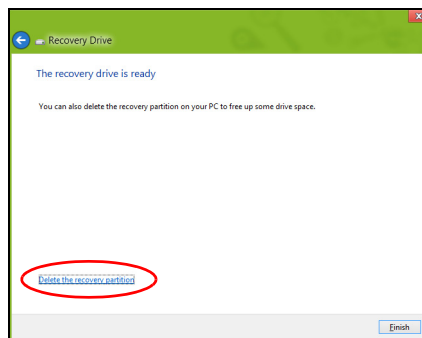 X
Recovery Drive
The recovery drive is ready
You can also delete the recovery partition on your PC to free up some drive space.
Delete the recovery partition
Finish